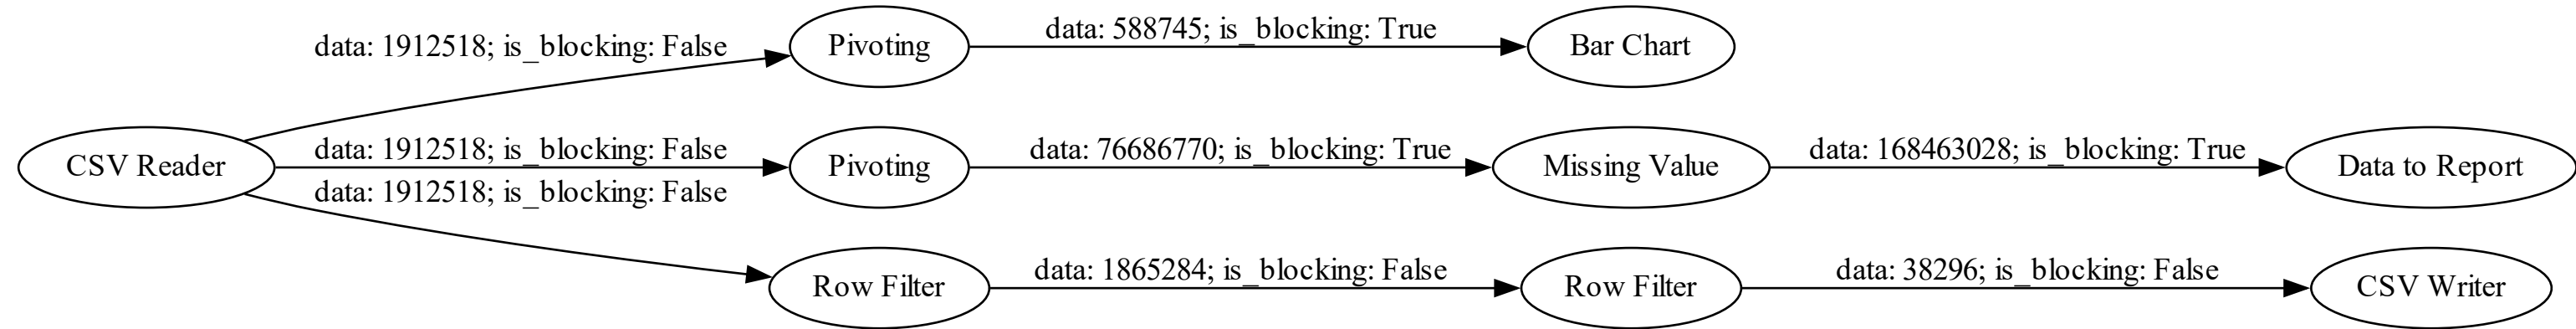 data: 1912518; is_blocking: False
Pivoting
data: 588745; is_blocking: True
Bar Chart
CSV Reader
data: 1912518; is_blocking: False
Pivoting
data: 76686770; is_blocking: True
Missing Value
data: 168463028; is_blocking: True
Data to Report
data: 1912518; is_blocking: False
Row Filter
data: 1865284; is_blocking: False
Row Filter
data: 38296; is_blocking: False
CSV Writer